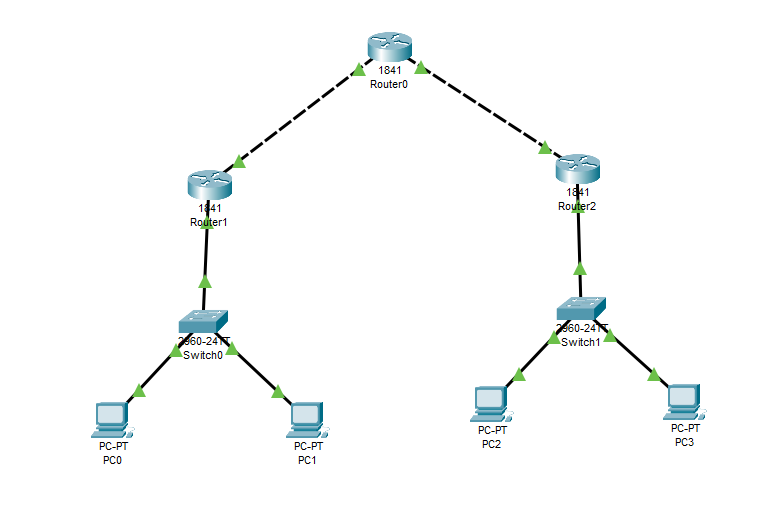 1841
Router0
1841
Router1
1841
Router2
2960-24TT
Switch0
2960-24TT
Switch1
PC-PT
PC0
PC-PT
PC1
PC-PT
PC2
PC-PT
PC3